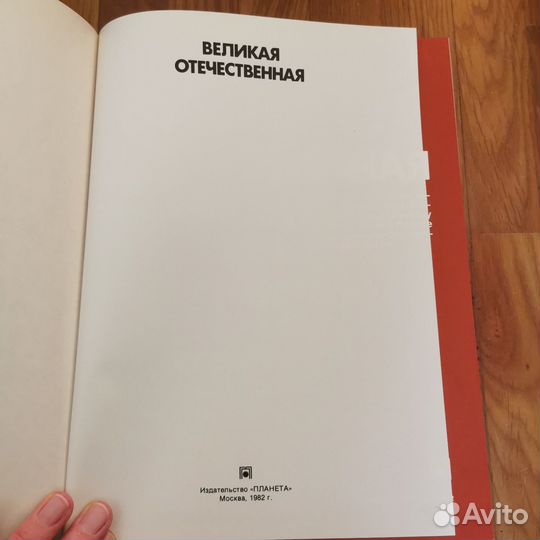 ВЕЛИКАЯ
ОТЕЧЕСТВЕННАЯ
Издательство «ПЛАНЕТА»
Москва, 1982 г.
Avito